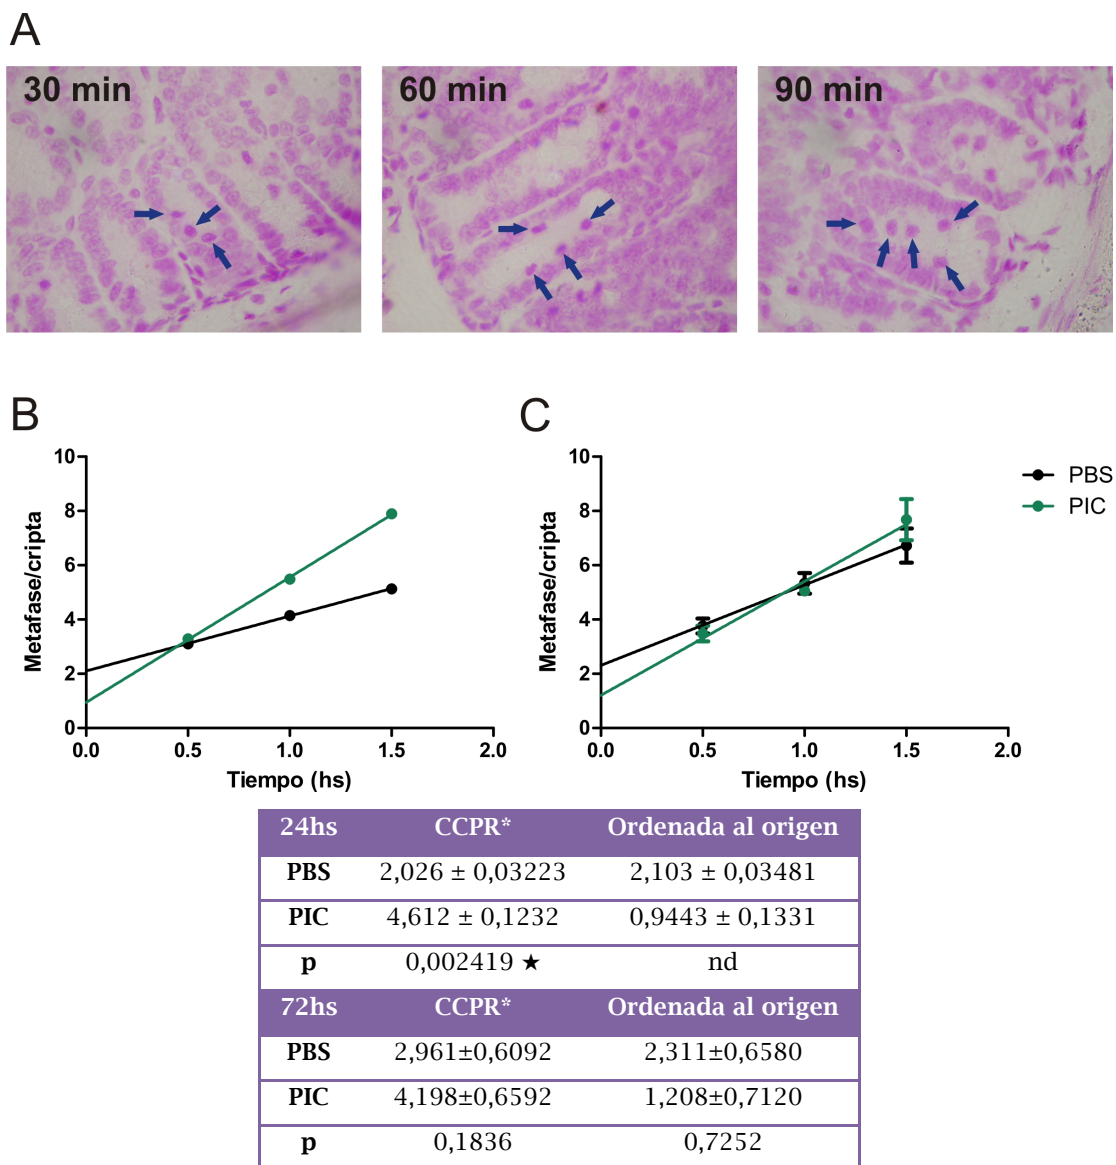 A
30 min
60 min
90 min
B
C
10
8
6
4
2
0
Metafase/cripta
0.0
0.5
1.0
1.5
2.0
Tiempo (hs)
10
8
6
4
2
0
Metafase/cripta
0.0
0.5
1.0
1.5
2.0
Tiempo (hs)
PBS
PIC
24hs CCPR* Ordenada al origen
PBS 2,026 ± 0,03223 2,103 ± 0,03481
PIC 4,612 ± 0,1232 0,9443 ± 0,1331
p 0,002419 ★ nd
72hs CCPR* Ordenada al origen
PBS 2,961±0,6092 2,311±0,6580
PIC 4,198±0,6592 1,208±0,7120
p 0,1836 0,7252